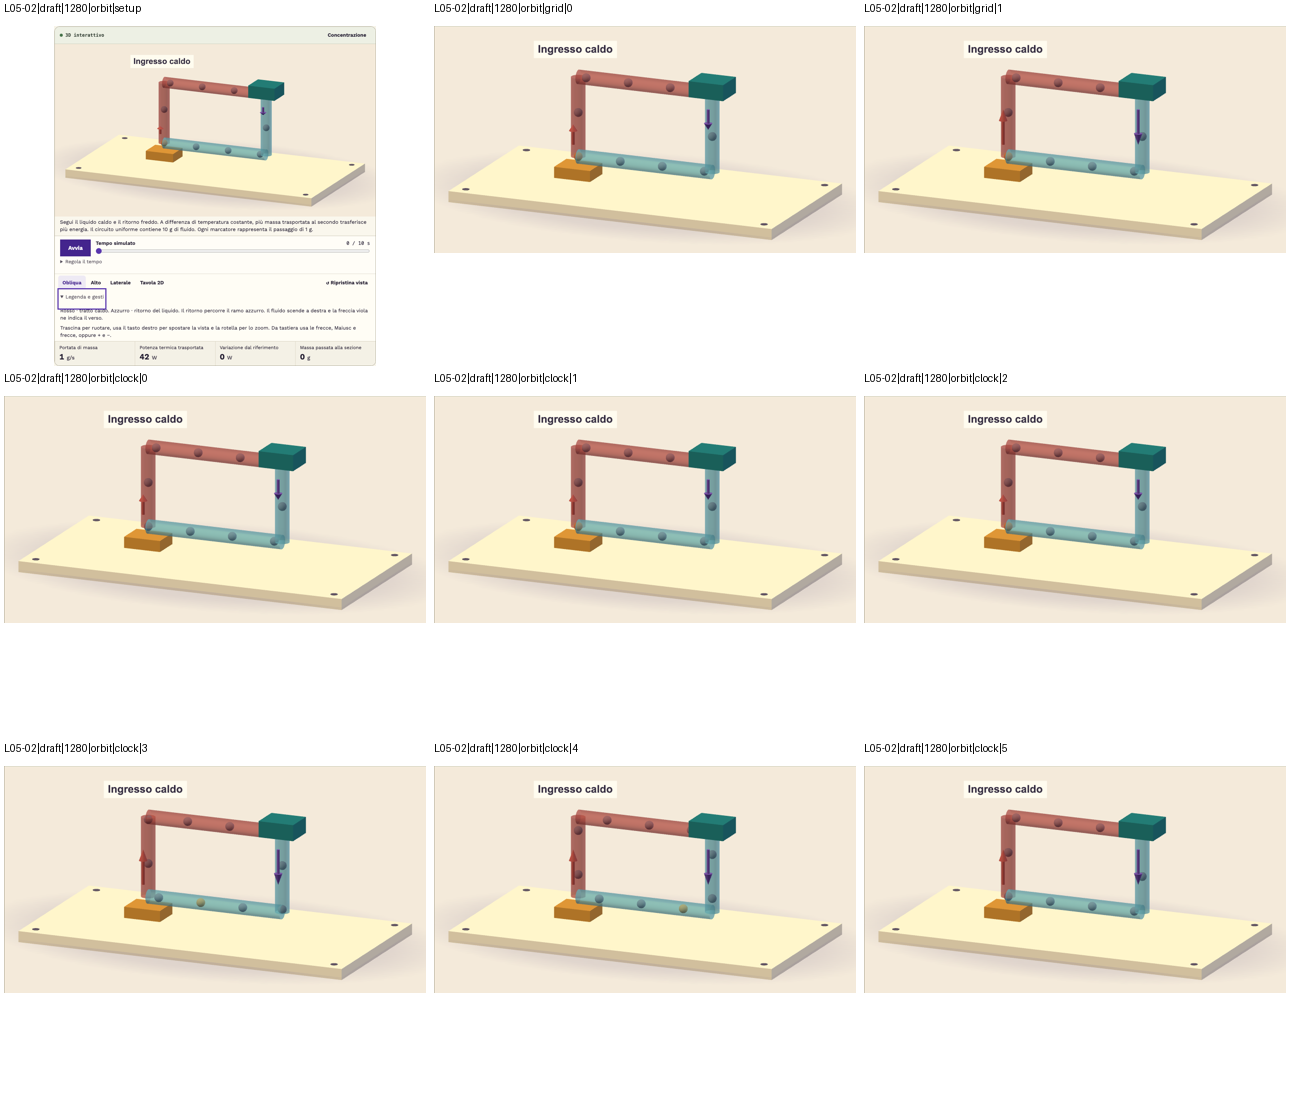 L05-02|draft|1280|orbit|setup
L05-02|draft|1280|orbit|grid|0
L05-02|draft|1280|orbit|grid|1
3D interattivo
Concentrazione
Ingresso caldo
Segui il liquido caldo e il ritorno freddo. A differenza di temperatura costante, più massa trasportata al secondo trasferisce
più energia. Il circuito uniforme contiene 10 g di fluido. Ogni marcatore rappresenta il passaggio di 1 g.
Avvia
Tempo simulato
0 / 10 s
▸ Regola il tempo
Obliqua
Alto
Laterale
Tavola 2D
↺ Ripristina vista
▾ Legenda e gesti
Rosso · tratto caldo. Azzurro · ritorno del liquido. Il ritorno percorre il ramo azzurro. Il fluido scende a destra e la freccia viola
ne indica il verso.
Trascina per ruotare, usa il tasto destro per spostare la vista e la rotella per lo zoom. Da tastiera usa le frecce, Maiusc e
frecce, oppure + e −.
Portata di massa
1 g/s
Potenza termica trasportata
42 W
Variazione dal riferimento
0 W
Massa passata alla sezione
0 g
Ingresso caldo
Ingresso caldo
L05-02|draft|1280|orbit|clock|0
L05-02|draft|1280|orbit|clock|1
L05-02|draft|1280|orbit|clock|2
Ingresso caldo
Ingresso caldo
Ingresso caldo
L05-02|draft|1280|orbit|clock|3
L05-02|draft|1280|orbit|clock|4
L05-02|draft|1280|orbit|clock|5
Ingresso caldo
Ingresso caldo
Ingresso caldo